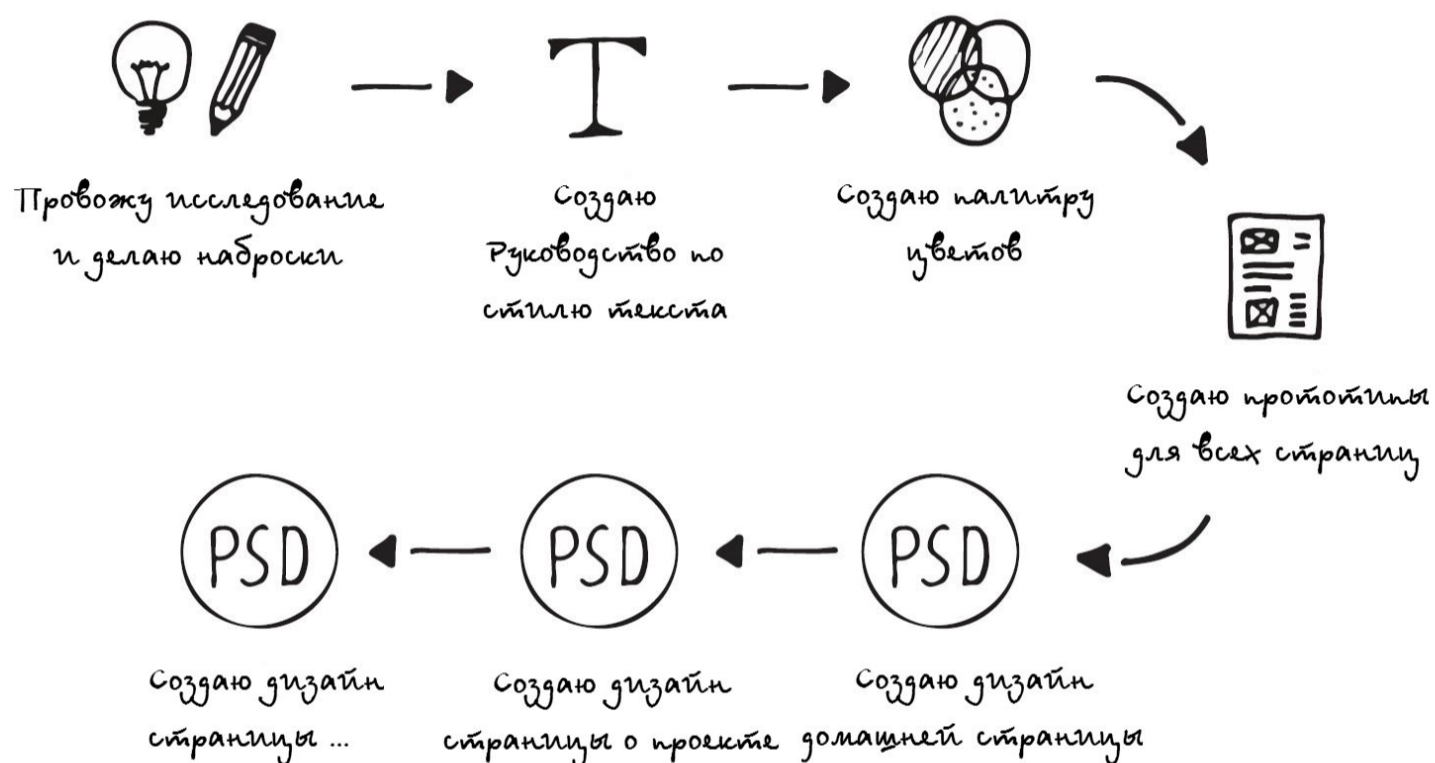 T
Провожу исследование
и делаю наброски
Создаю
Руководство по
стилю текста
Создаю палитру
цветов
Создаю прототипы
для всех страниц
PSD
Создаю дизайн
домашней страницы
PSD
Создаю дизайн
страницы о проекте
PSD
Создаю дизайн
страницы ...